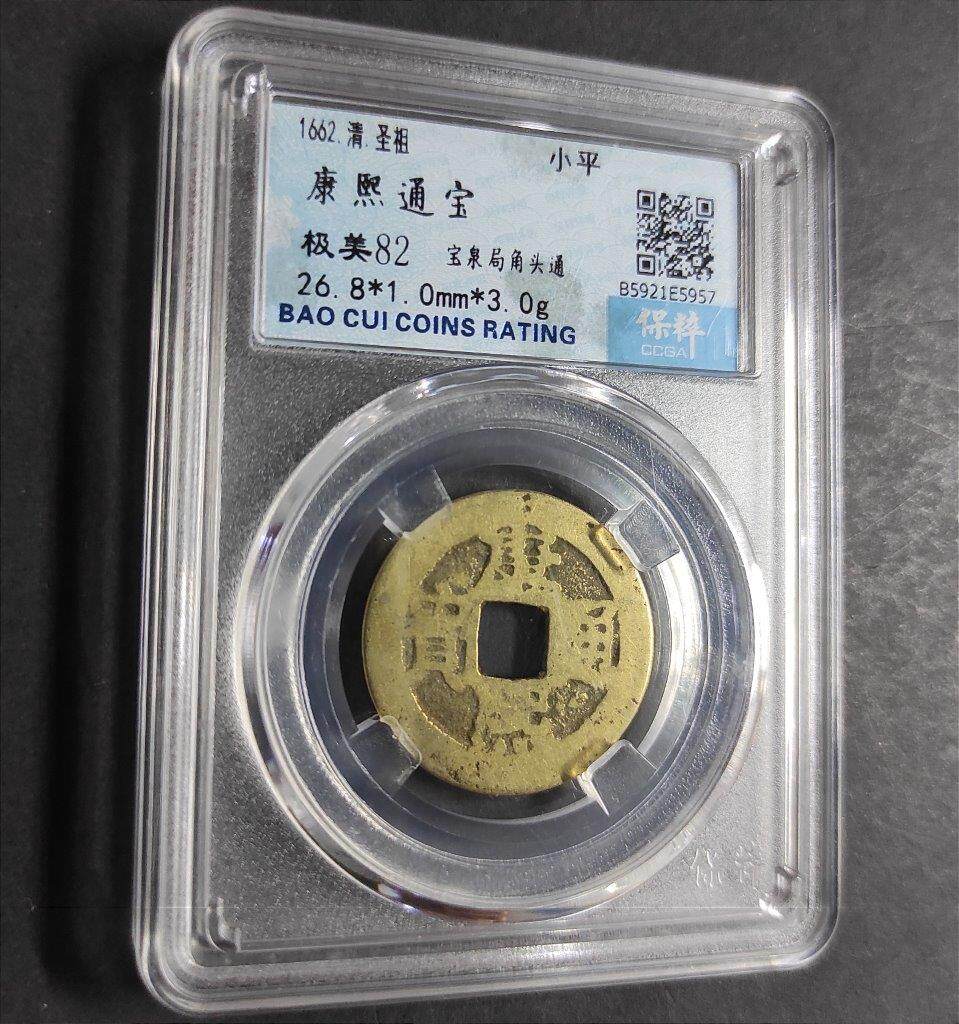 1662.清.圣祖
小平
康熙通宝
极美82 宝泉局角头通
26.8*1.0mm*3.0g
B5921E5957
BAO CUI COINS RATING
保粹
CCGA